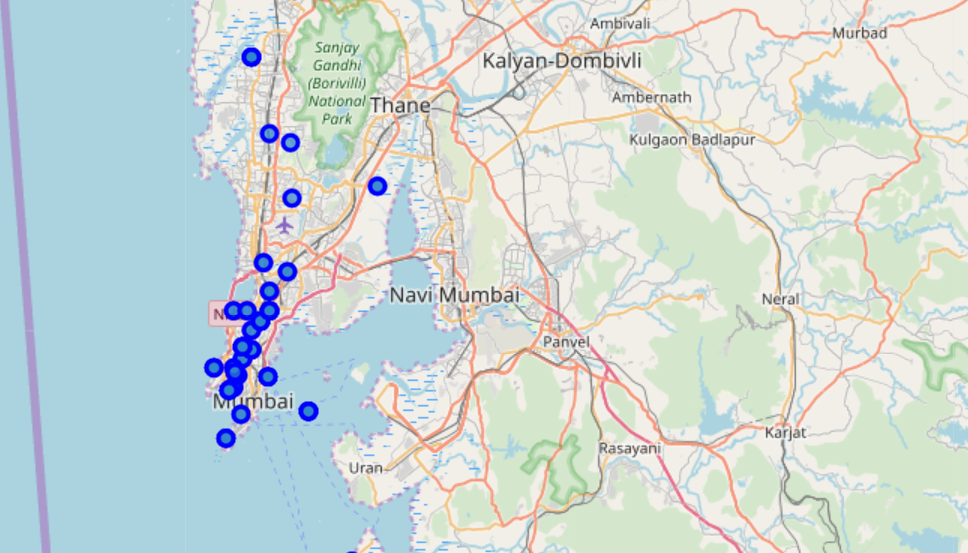 Ambivali
Murbad
Sanjay
Gandhi
(Borivilli)
National
Park
Kalyan-Dombivli
Thane
Ambernath
Kulgaon Badlapur
Navi Mumbai
Neral
N
Panvel
Mumbai
Karjat
Rasayani
Uran